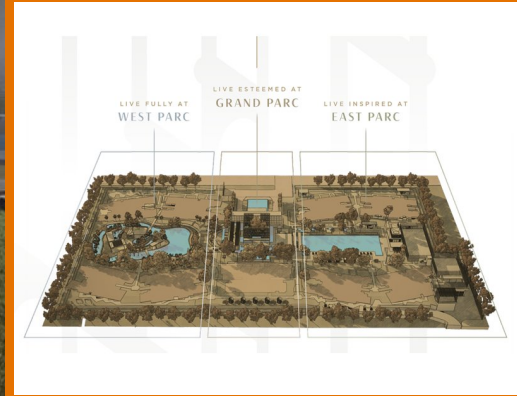 LIVE FULLY AT
WEST PARC
LIVE ESTEEMED AT
GRAND PARC
LIVE INSPIRED AT
EAST PARC